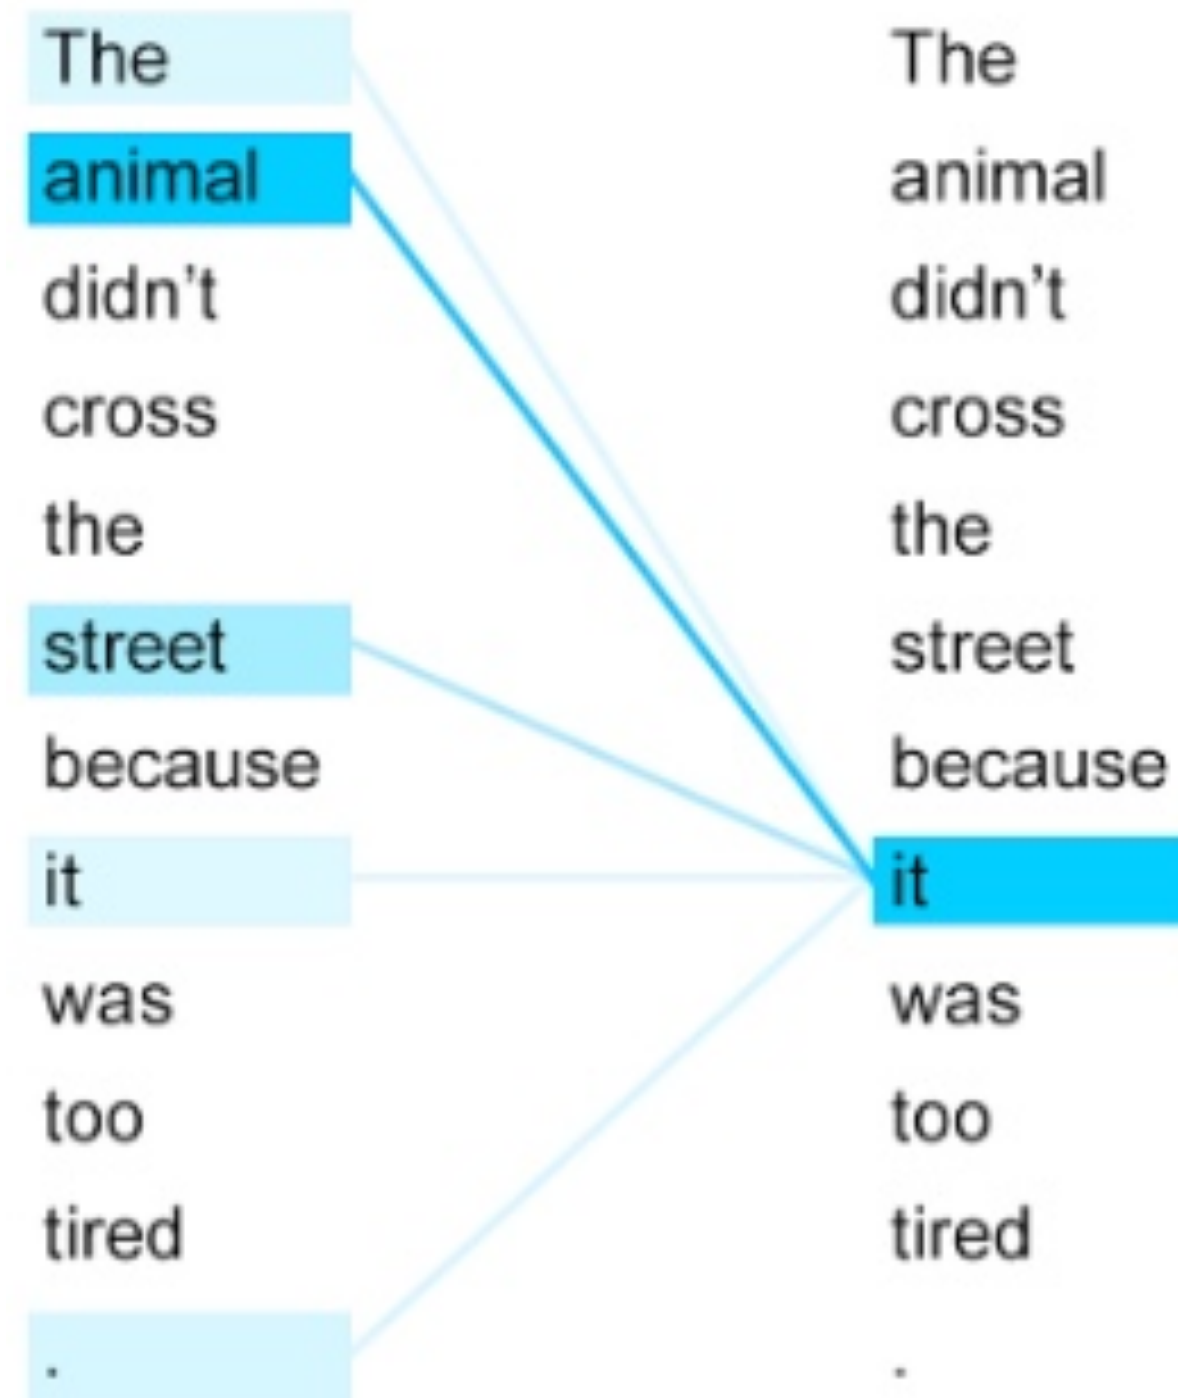 The
animal
didn't
cross
the
street
because
it
was
too
tired
.
The
animal
didn't
cross
the
street
because
it
was
too
tired
.